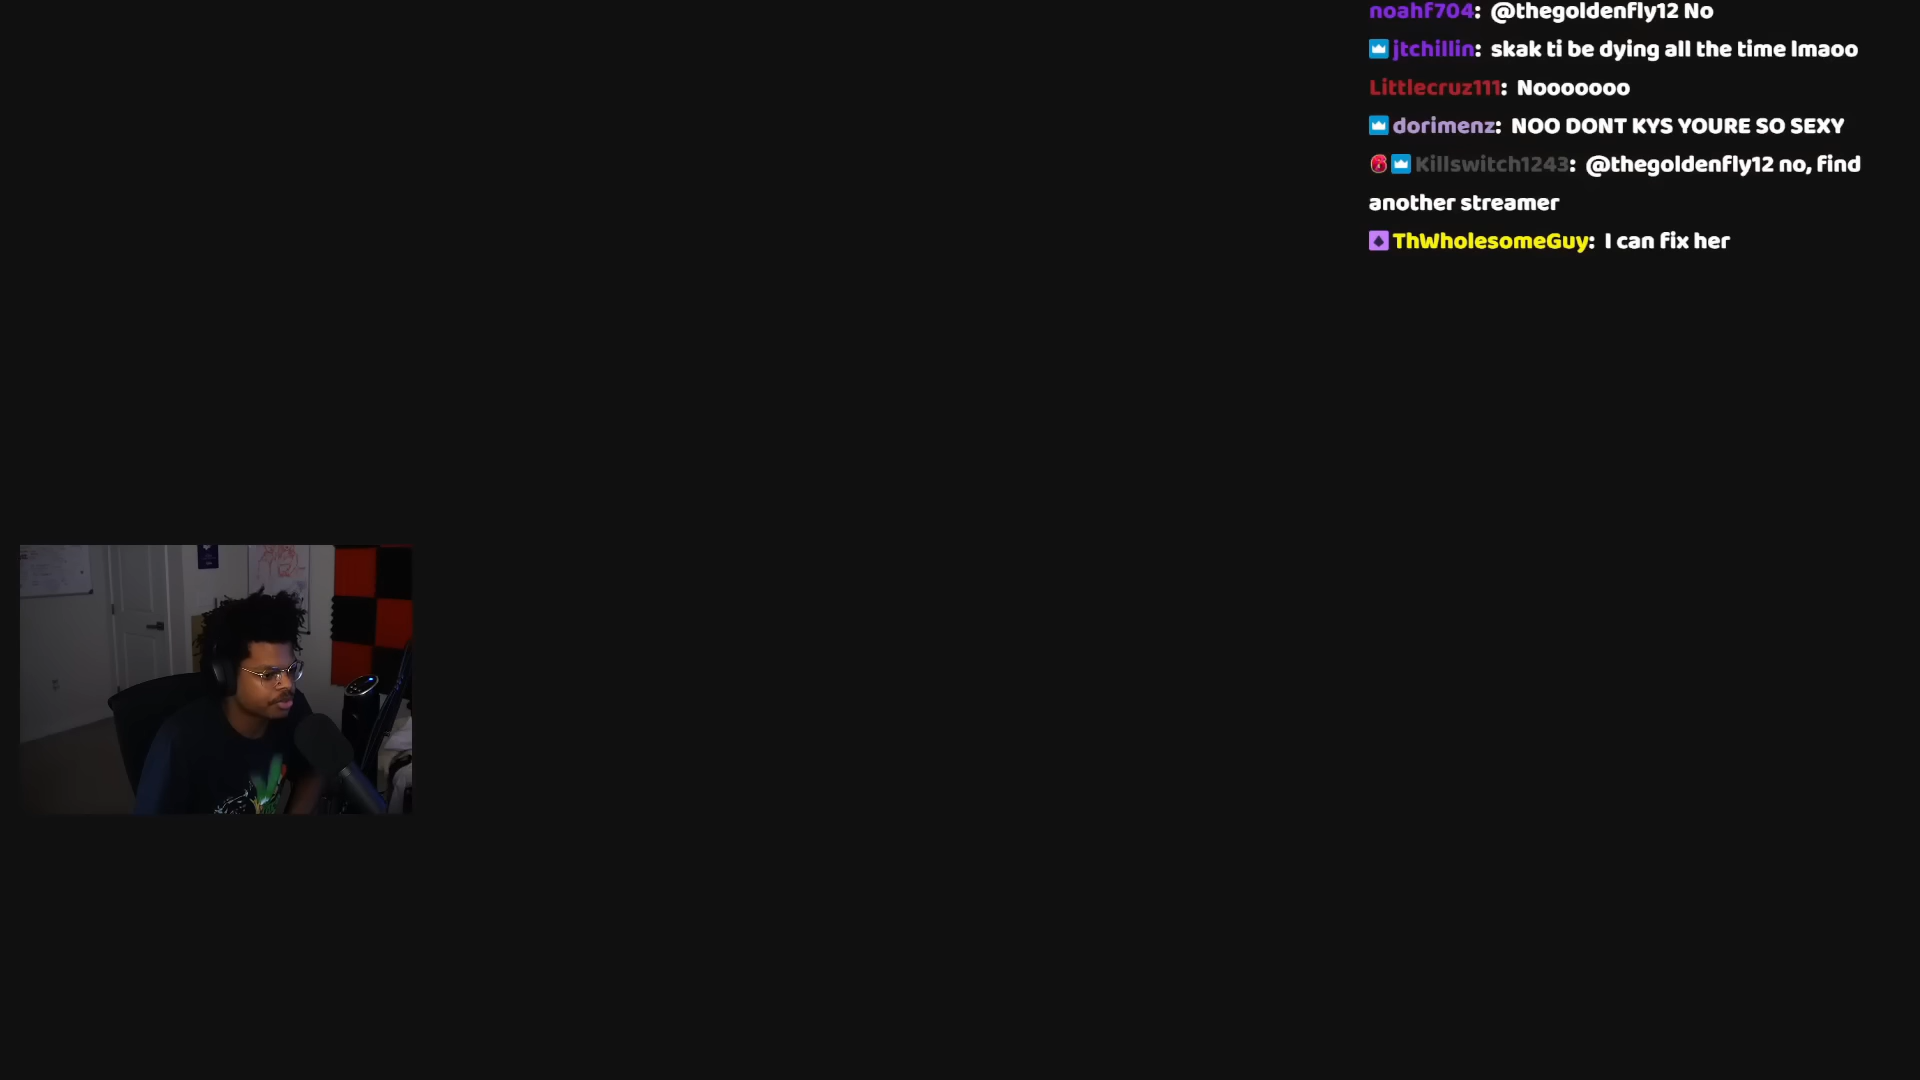 noahf704: @thegoldenfly12 No
jtchillin: skak ti be dying all the time lmaoo
Littlecruz111: Nooooooo
dorimenz: NOO DONT KYS YOURE SO SEXY
Killswitch1243: @thegoldenfly12 no, find
another streamer
ThWholesomeGuy: I can fix her